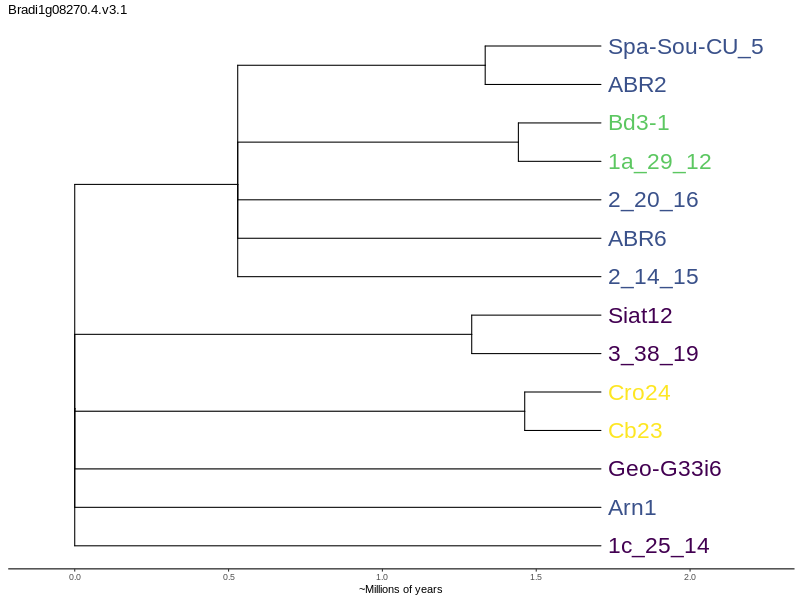 Bradi1g08270.4.v3.1
Spa-Sou-CU_5
ABR2
Bd3-1
1a_29_12
2_20_16
ABR6
2_14_15
Siat12
3_38_19
Cro24
Cb23
Geo-G33i6
Arn1
1c_25_14
0.0 0.5 1.0 1.5 2.0
~Millions of years